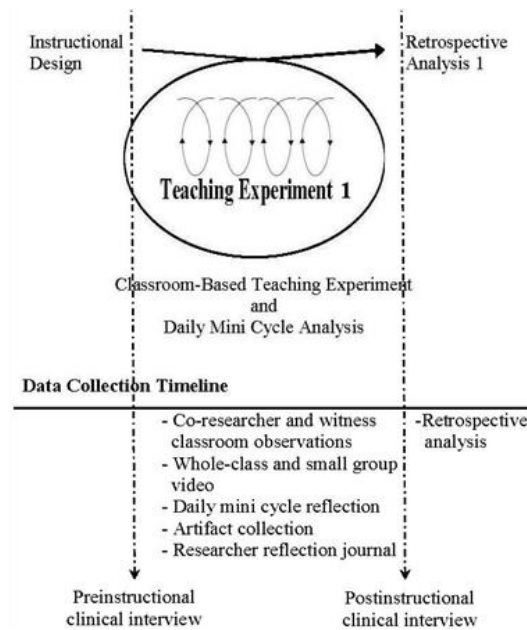 Instructional
Design
Retrospective
Analysis 1
Teaching Experiment 1
Classroom-Based Teaching Experiment
and
Daily Mini Cycle Analysis
Data Collection Timeline
- Co-researcher and witness
classroom observations
- Whole-class and small group
video
- Daily mini cycle reflection
- Artifact collection
- Researcher reflection journal
-Retrospective
analysis
Preinstructional
clinical interview
Postinstructional
clinical interview